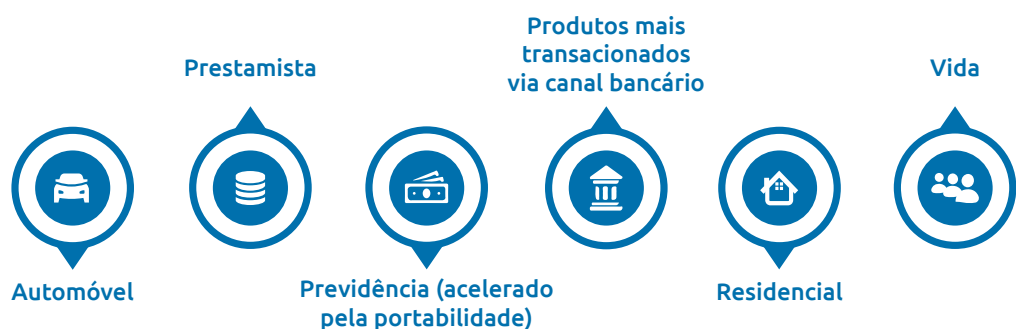 Produtos mais
transacionados
via canal bancário
Prestamista
Vida
Automóvel
Previdência (acelerado
pela portabilidade)
Residencial